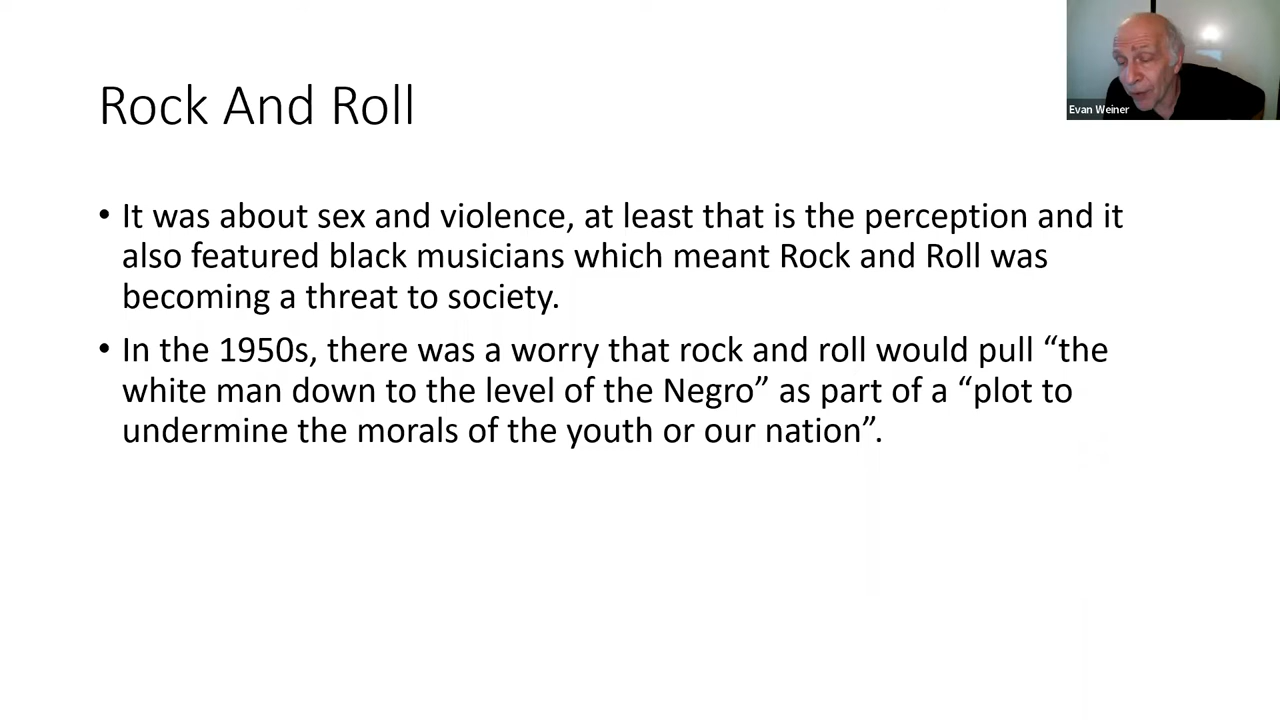 Rock And Roll
Evan Weiner
• It was about sex and violence, at least that is the perception and it
also featured black musicians which meant Rock and Roll was
becoming a threat to society.
• In the 1950s, there was a worry that rock and roll would pull “the
white man down to the level of the Negro” as part of a “plot to
undermine the morals of the youth or our nation”.